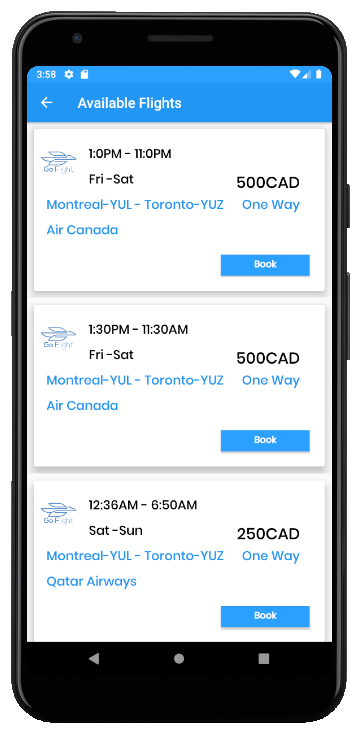 3:58
Available Flights
1:0PM - 11:0PM
Go Flight
Fri -Sat
500CAD
Montreal-YUL - Toronto-YUZ One Way
Air Canada
Book
1:30PM - 11:30AM
Go Flight
Fri -Sat
500CAD
Montreal-YUL - Toronto-YUZ One Way
Air Canada
Book
12:36AM - 6:50AM
Go Flight
Sat -Sun
250CAD
Montreal-YUL - Toronto-YUZ One Way
Qatar Airways
Book